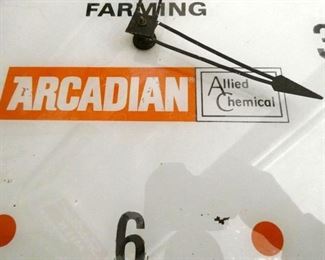 FARMING
3
ARCADIAN
Allied
Chemical
6